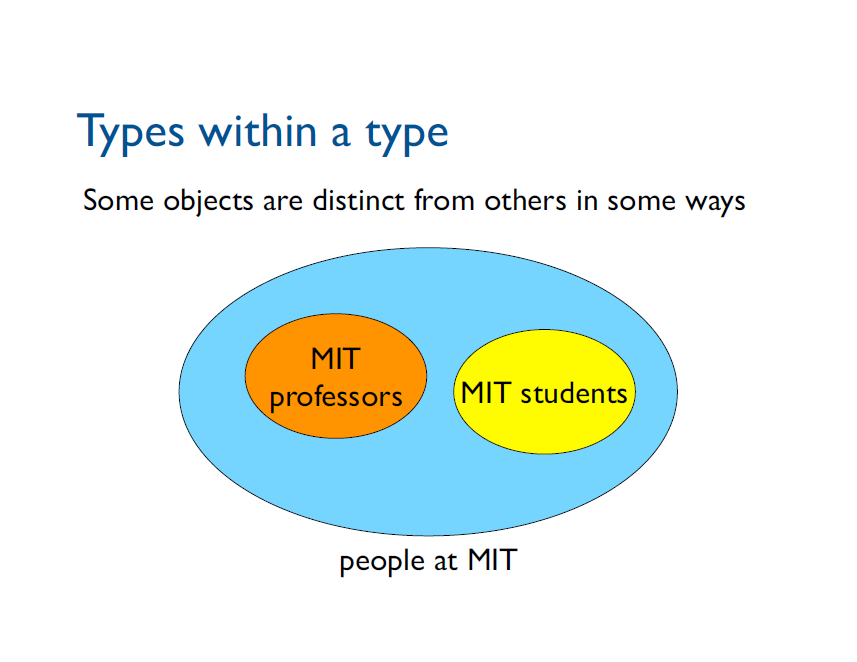 Types within a type
Some objects are distinct from others in some ways
MIT
professors
MIT students
people at MIT